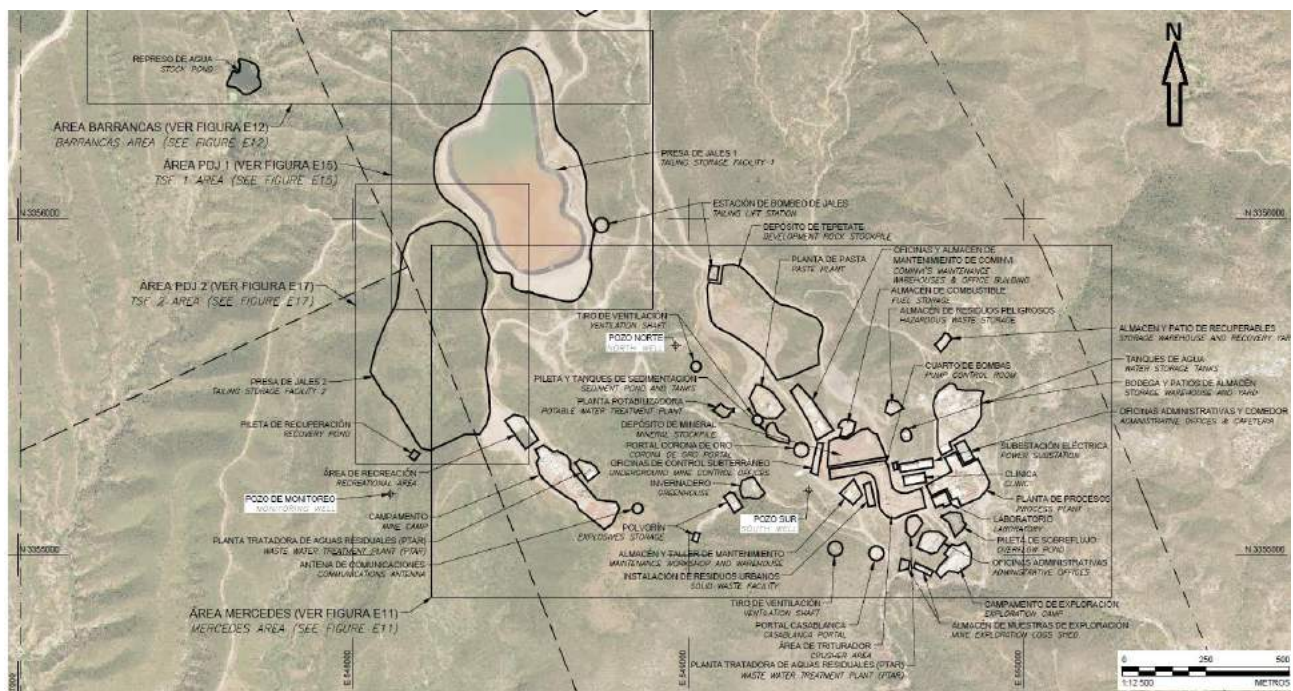 N
REPRESO DE AGUA
STOCK POND
ÁREA BARRANCAS (VER FIGURA E12)
BARRANCAS AREA (SEE FIGURE E12)
ÁREA PDJ 1 (VER FIGURA E15)
TSF 1 AREA (SEE FIGURE E15)
PRESA DE JALES 1
TAILING STORAGE FACILITY 1
N 3356000
N 3356000
ESTACIÓN DE BOMBEO DE JALES
TAILING LIFT STATION
DEPÓSITO DE TEPETATE
DEVELOPMENT ROCK STOCKPILE
PLANTA DE PASTA
PASTE PLANT
OFICINAS Y ALMACÉN DE
MANTENIMIENTO DE COMINVI
COMINVI'S MAINTENANCE
WAREHOUSES & OFFICE BUILDING
ALMACÉN DE COMBUSTIBLE
FUEL STORAGE
ALMACÉN DE RESIDUOS PELIGROSOS
HAZARDOUS WASTE STORAGE
ÁREA PDJ 2 (VER FIGURA E17)
TSF 2 AREA (SEE FIGURE E17)
TIRO DE VENTILACIÓN
VENTILATION SHAFT
POZO NORTE
NORTH WELL
ALMACÉN Y PATIO DE RECUPERABLES
STORAGE WAREHOUSE AND RECOVERY YAR
CUARTO DE BOMBAS
PUMP CONTROL ROOM
TANQUES DE AGUA
WATER STORAGE TANKS
PRESA DE JALES 2
TAILING STORAGE FACILITY 2
PILETA Y TANQUES DE SEDIMENTACIÓN
SEDIMENT POND AND TANKS
BODEGA Y PATIOS DE ALMACÉN
STORAGE WAREHOUSE AND YARD
PLANTA POTABILIZADORA
POTABLE WATER TREATMENT PLANT
OFICINAS ADMINISTRATIVAS Y COMEDOR
ADMINISTRATIVE OFFICES & CAFETERIA
PILETA DE RECUPERACIÓN
RECOVERY POND
DEPÓSITO DE MINERAL
MINERAL STOCKPILE
PORTAL CORONA DE ORO
CORONA DE ORO PORTAL
SUBESTACIÓN ELÉCTRICA
POWER SUBSTATION
ÁREA DE RECREACIÓN
RECREATIONAL AREA
OFICINAS DE CONTROL SUBTERRÁNEO
UNDERGROUND MINE CONTROL OFFICES
CLINICA
CLINIC
INVERNADERO
GREENHOUSE
POZO DE MONITOREO
MONITORING WELL
PLANTA DE PROCESOS
PROCESS PLANT
CAMPAMENTO
MINE CAMP
POLVORÍN
EXPLOSIVES STORAGE
POZO SUR
SOUTH WELL
LABORATORIO
LABORATORY
PLANTA TRATADORA DE AGUAS RESIDUALES (PTAR)
WASTE WATER TREATMENT PLANT (PTAR)
PILETA DE SOBREFLUJO
OVERFLOW POND
N 3355000
N 3355000
ANTENA DE COMUNICACIONES
COMMUNICATIONS ANTENNA
ALMACÉN Y TALLER DE MANTENIMIENTO
MAINTENANCE WORKSHOP AND WAREHOUSE
OFICINAS ADMINISTRATIVAS
ADMINISTRATIVE OFFICES
INSTALACIÓN DE RESIDUOS URBANOS
SOLID WASTE FACILITY
ÁREA MERCEDES (VER FIGURA E11)
MERCEDES AREA (SEE FIGURE E11)
TIRO DE VENTILACIÓN
VENTILATION SHAFT
CAMPAMENTO DE EXPLORACIÓN
EXPLORATION CAMP
PORTAL CASABLANCA
CASABLANCA PORTAL
ALMACÉN DE MUESTRAS DE EXPLORACIÓN
MINE EXPLORATION LOGS SHED
ÁREA DE TRITURADOR
CRUSHER AREA
PLANTA TRATADORA DE AGUAS RESIDUALES (PTAR)
WASTE WATER TREATMENT PLANT (PTAR)
E 548000
E 549000
E 550000
0 250 500
1:12 500 METROS